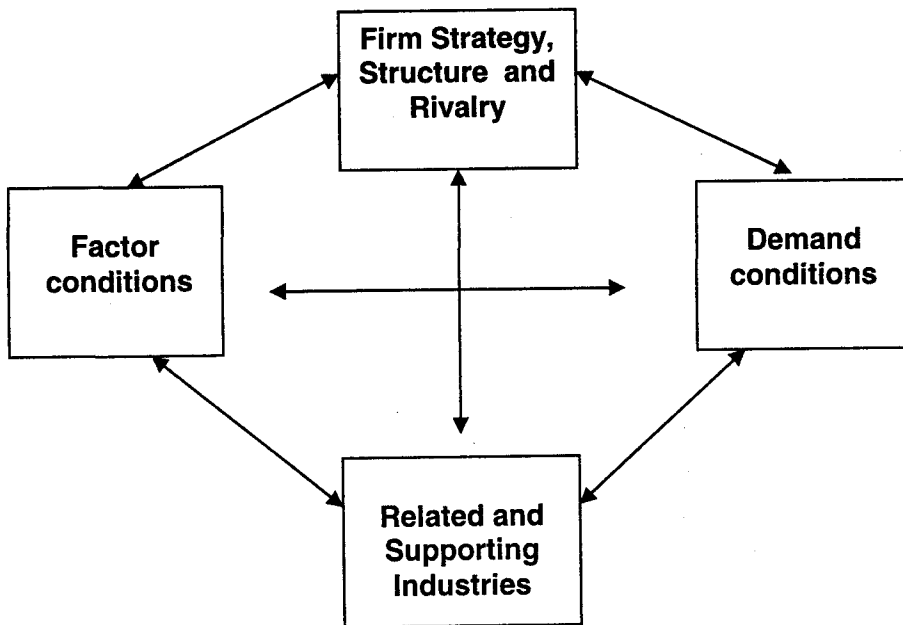 Firm Strategy,
Structure and
Rivalry
Factor
conditions
Demand
conditions
Related and
Supporting
Industries